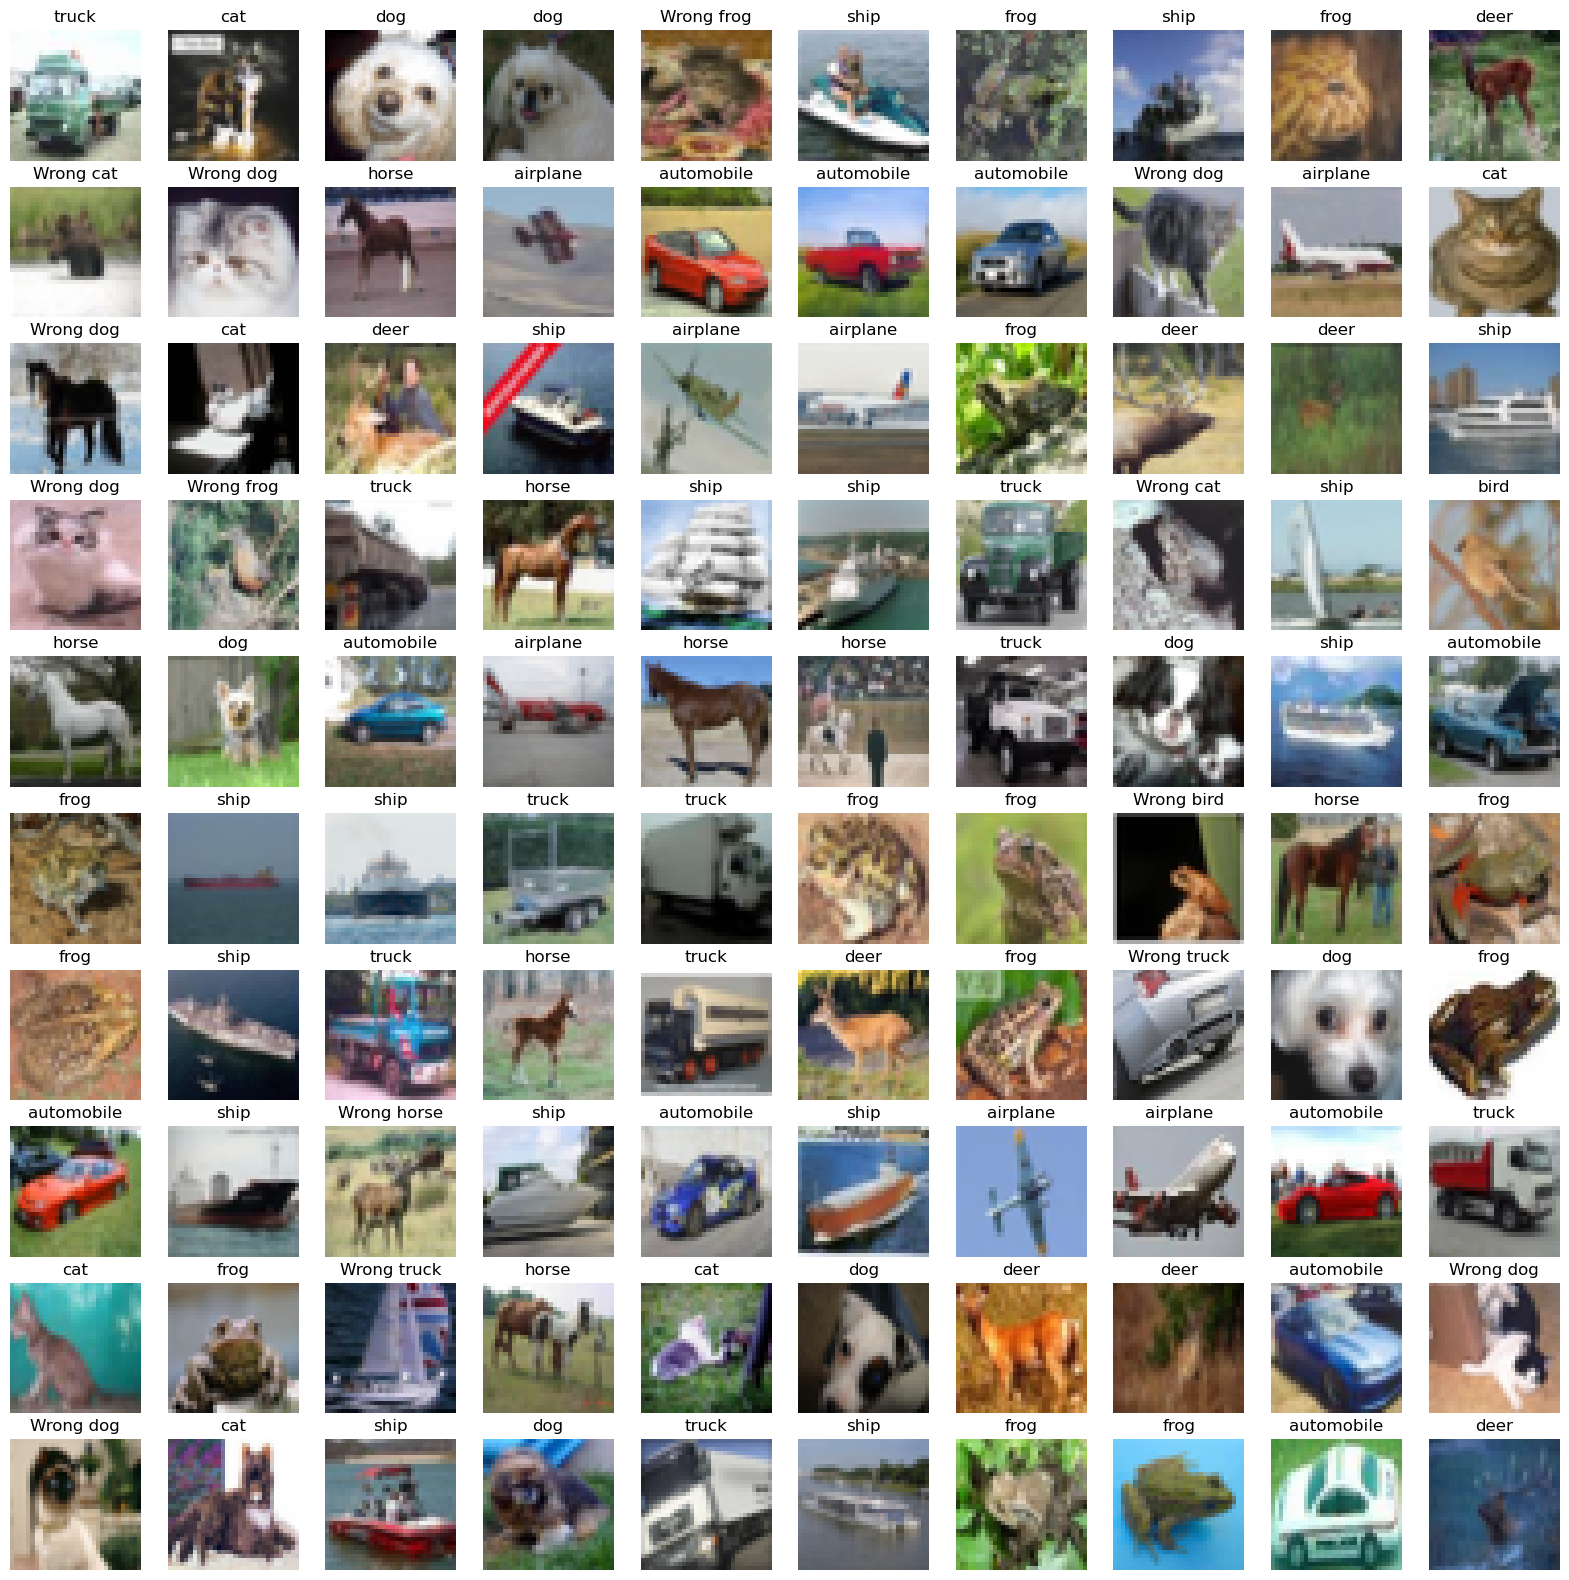 truck cat dog dog Wrong frog ship frog ship frog deer
Wrong cat Wrong dog horse airplane automobile automobile automobile Wrong dog airplane cat
Wrong dog cat deer ship airplane airplane frog deer deer ship
Wrong dog Wrong frog truck horse ship ship truck Wrong cat ship bird
horse dog automobile airplane horse horse truck dog ship automobile
frog ship ship truck truck frog frog Wrong bird horse frog
frog ship truck horse truck deer frog Wrong truck dog frog
automobile ship Wrong horse ship automobile ship airplane airplane automobile truck
cat frog Wrong truck horse cat dog deer deer automobile Wrong dog
Wrong dog cat ship dog truck ship frog frog automobile deer